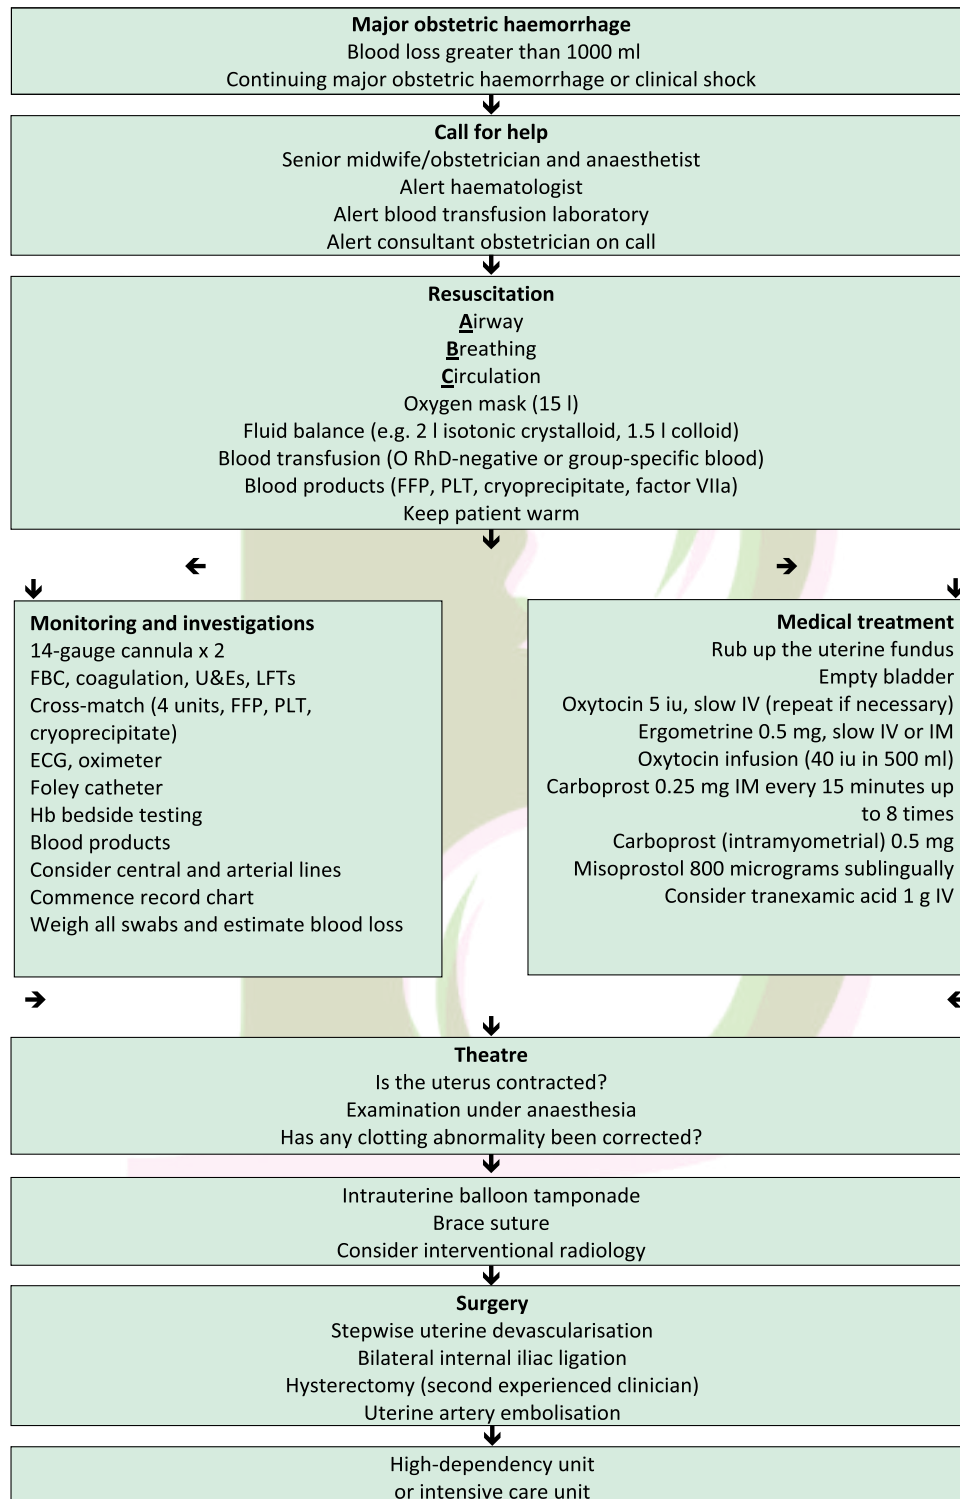 Major obstetric haemorrhage
Blood loss greater than 1000 ml
Continuing major obstetric haemorrhage or clinical shock
Call for help
Senior midwife/obstetrician and anaesthetist
Alert haematologist
Alert blood transfusion laboratory
Alert consultant obstetrician on call
Resuscitation
Airway
Breathing
Circulation
Oxygen mask (15 l)
Fluid balance (e.g. 2 l isotonic crystalloid, 1.5 l colloid)
Blood transfusion (O RhD-negative or group-specific blood)
Blood products (FFP, PLT, cryoprecipitate, factor VIIa)
Keep patient warm
Monitoring and investigations
14-gauge cannula x 2
FBC, coagulation, U&Es, LFTs
Cross-match (4 units, FFP, PLT,
cryoprecipitate)
ECG, oximeter
Foley catheter
Hb bedside testing
Blood products
Consider central and arterial lines
Commence record chart
Weigh all swabs and estimate blood loss
Medical treatment
Rub up the uterine fundus
Empty bladder
Oxytocin 5 iu, slow IV (repeat if necessary)
Ergometrine 0.5 mg, slow IV or IM
Oxytocin infusion (40 iu in 500 ml)
Carboprost 0.25 mg IM every 15 minutes up
to 8 times
Carboprost (intramyometrial) 0.5 mg
Misoprostol 800 micrograms sublingually
Consider tranexamic acid 1 g IV
Theatre
Is the uterus contracted?
Examination under anaesthesia
Has any clotting abnormality been corrected?
Intrauterine balloon tamponade
Brace suture
Consider interventional radiology
Surgery
Stepwise uterine devascularisation
Bilateral internal iliac ligation
Hysterectomy (second experienced clinician)
Uterine artery embolisation
High-dependency unit
or intensive care unit